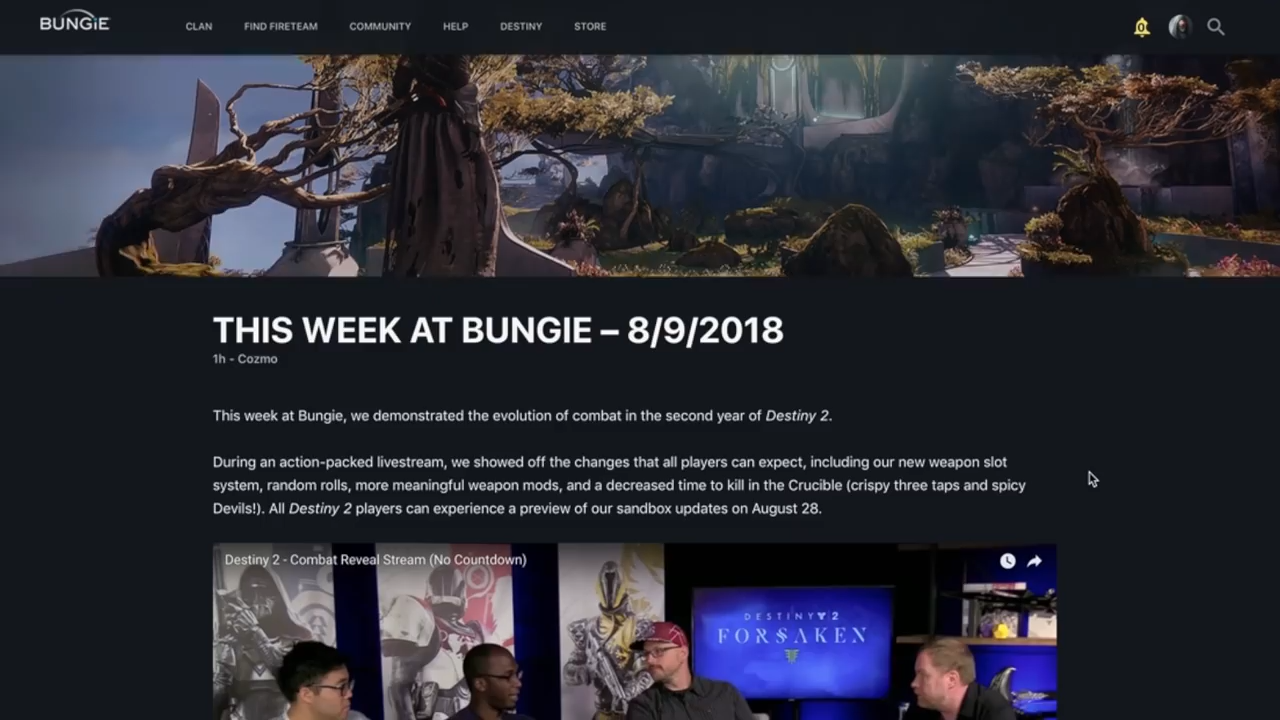 BUNGiE
CLAN FIND FIRETEAM COMMUNITY HELP DESTINY STORE
0
THIS WEEK AT BUNGIE – 8/9/2018
1h - Cozmo
This week at Bungie, we demonstrated the evolution of combat in the second year of Destiny 2.
During an action-packed livestream, we showed off the changes that all players can expect, including our new weapon slot
system, random rolls, more meaningful weapon mods, and a decreased time to kill in the Crucible (crispy three taps and spicy
Devils!). All Destiny 2 players can experience a preview of our sandbox updates on August 28.
Destiny 2 - Combat Reveal Stream (No Countdown)
DESTINY 2
FORSAKEN